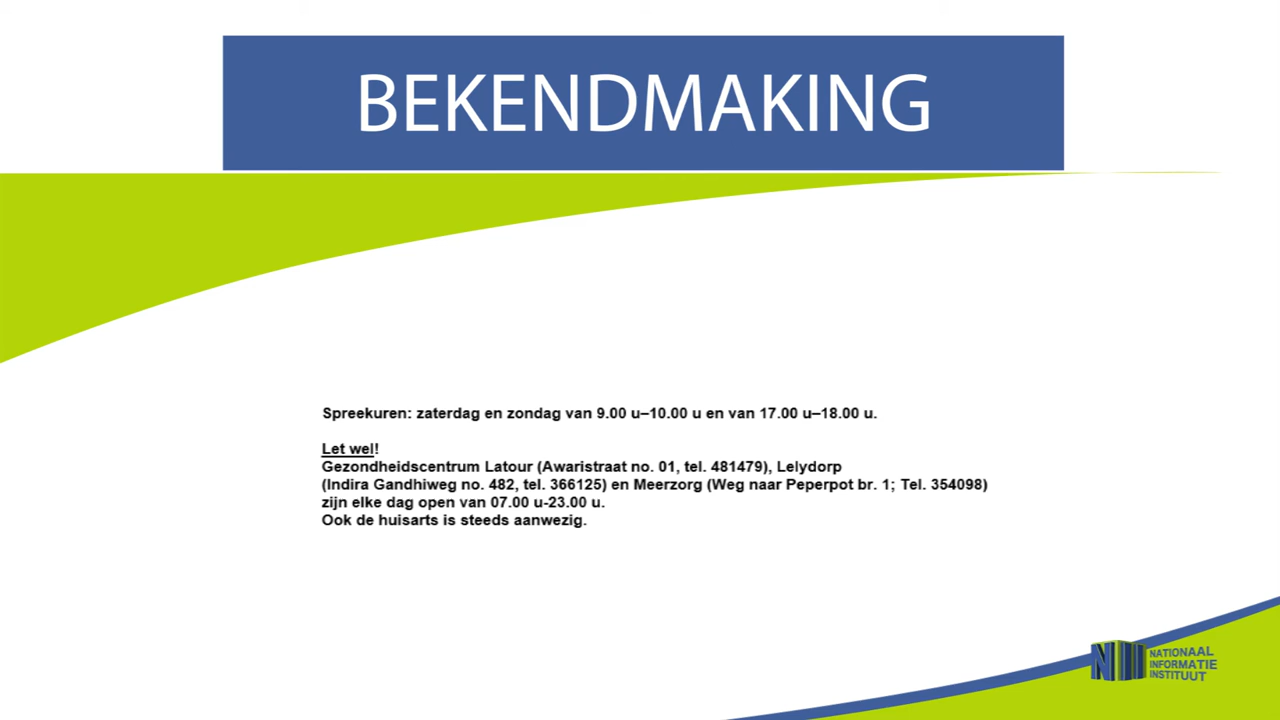 BEKENDMAKING
Spreekuren: zaterdag en zondag van 9.00 u–10.00 u en van 17.00 u–18.00 u.
Let wel!
Gezondheidscentrum Latour (Awaristraat no. 01, tel. 481479), Lelydorp
(Indira Gandhiweg no. 482, tel. 366125) en Meerzorg (Weg naar Peperpot br. 1; Tel. 354098)
zijn elke dag open van 07.00 u-23.00 u.
Ook de huisarts is steeds aanwezig.
NATIONAAL
INFORMATIE
INSTITUUT